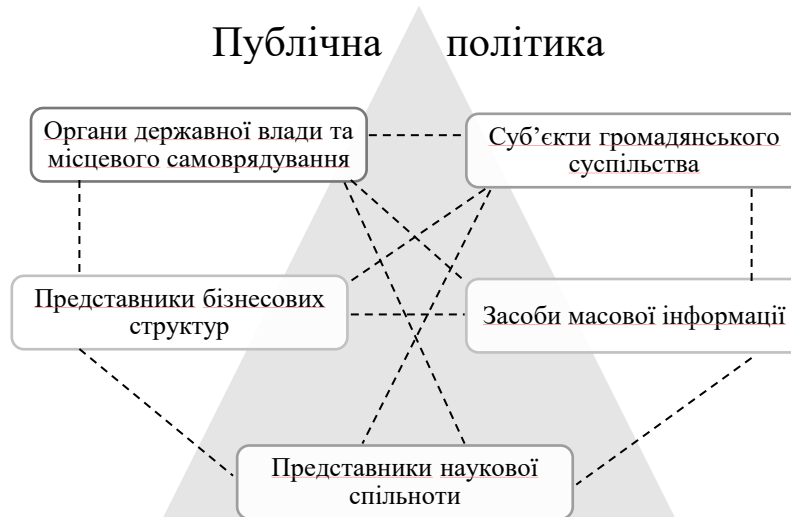 Публічна політика
Органи державної влади та
місцевого самоврядування
Суб’єкти громадянського
суспільства
Представники бізнесових
структур
Засоби масової інформації
Представники наукової
спільноти